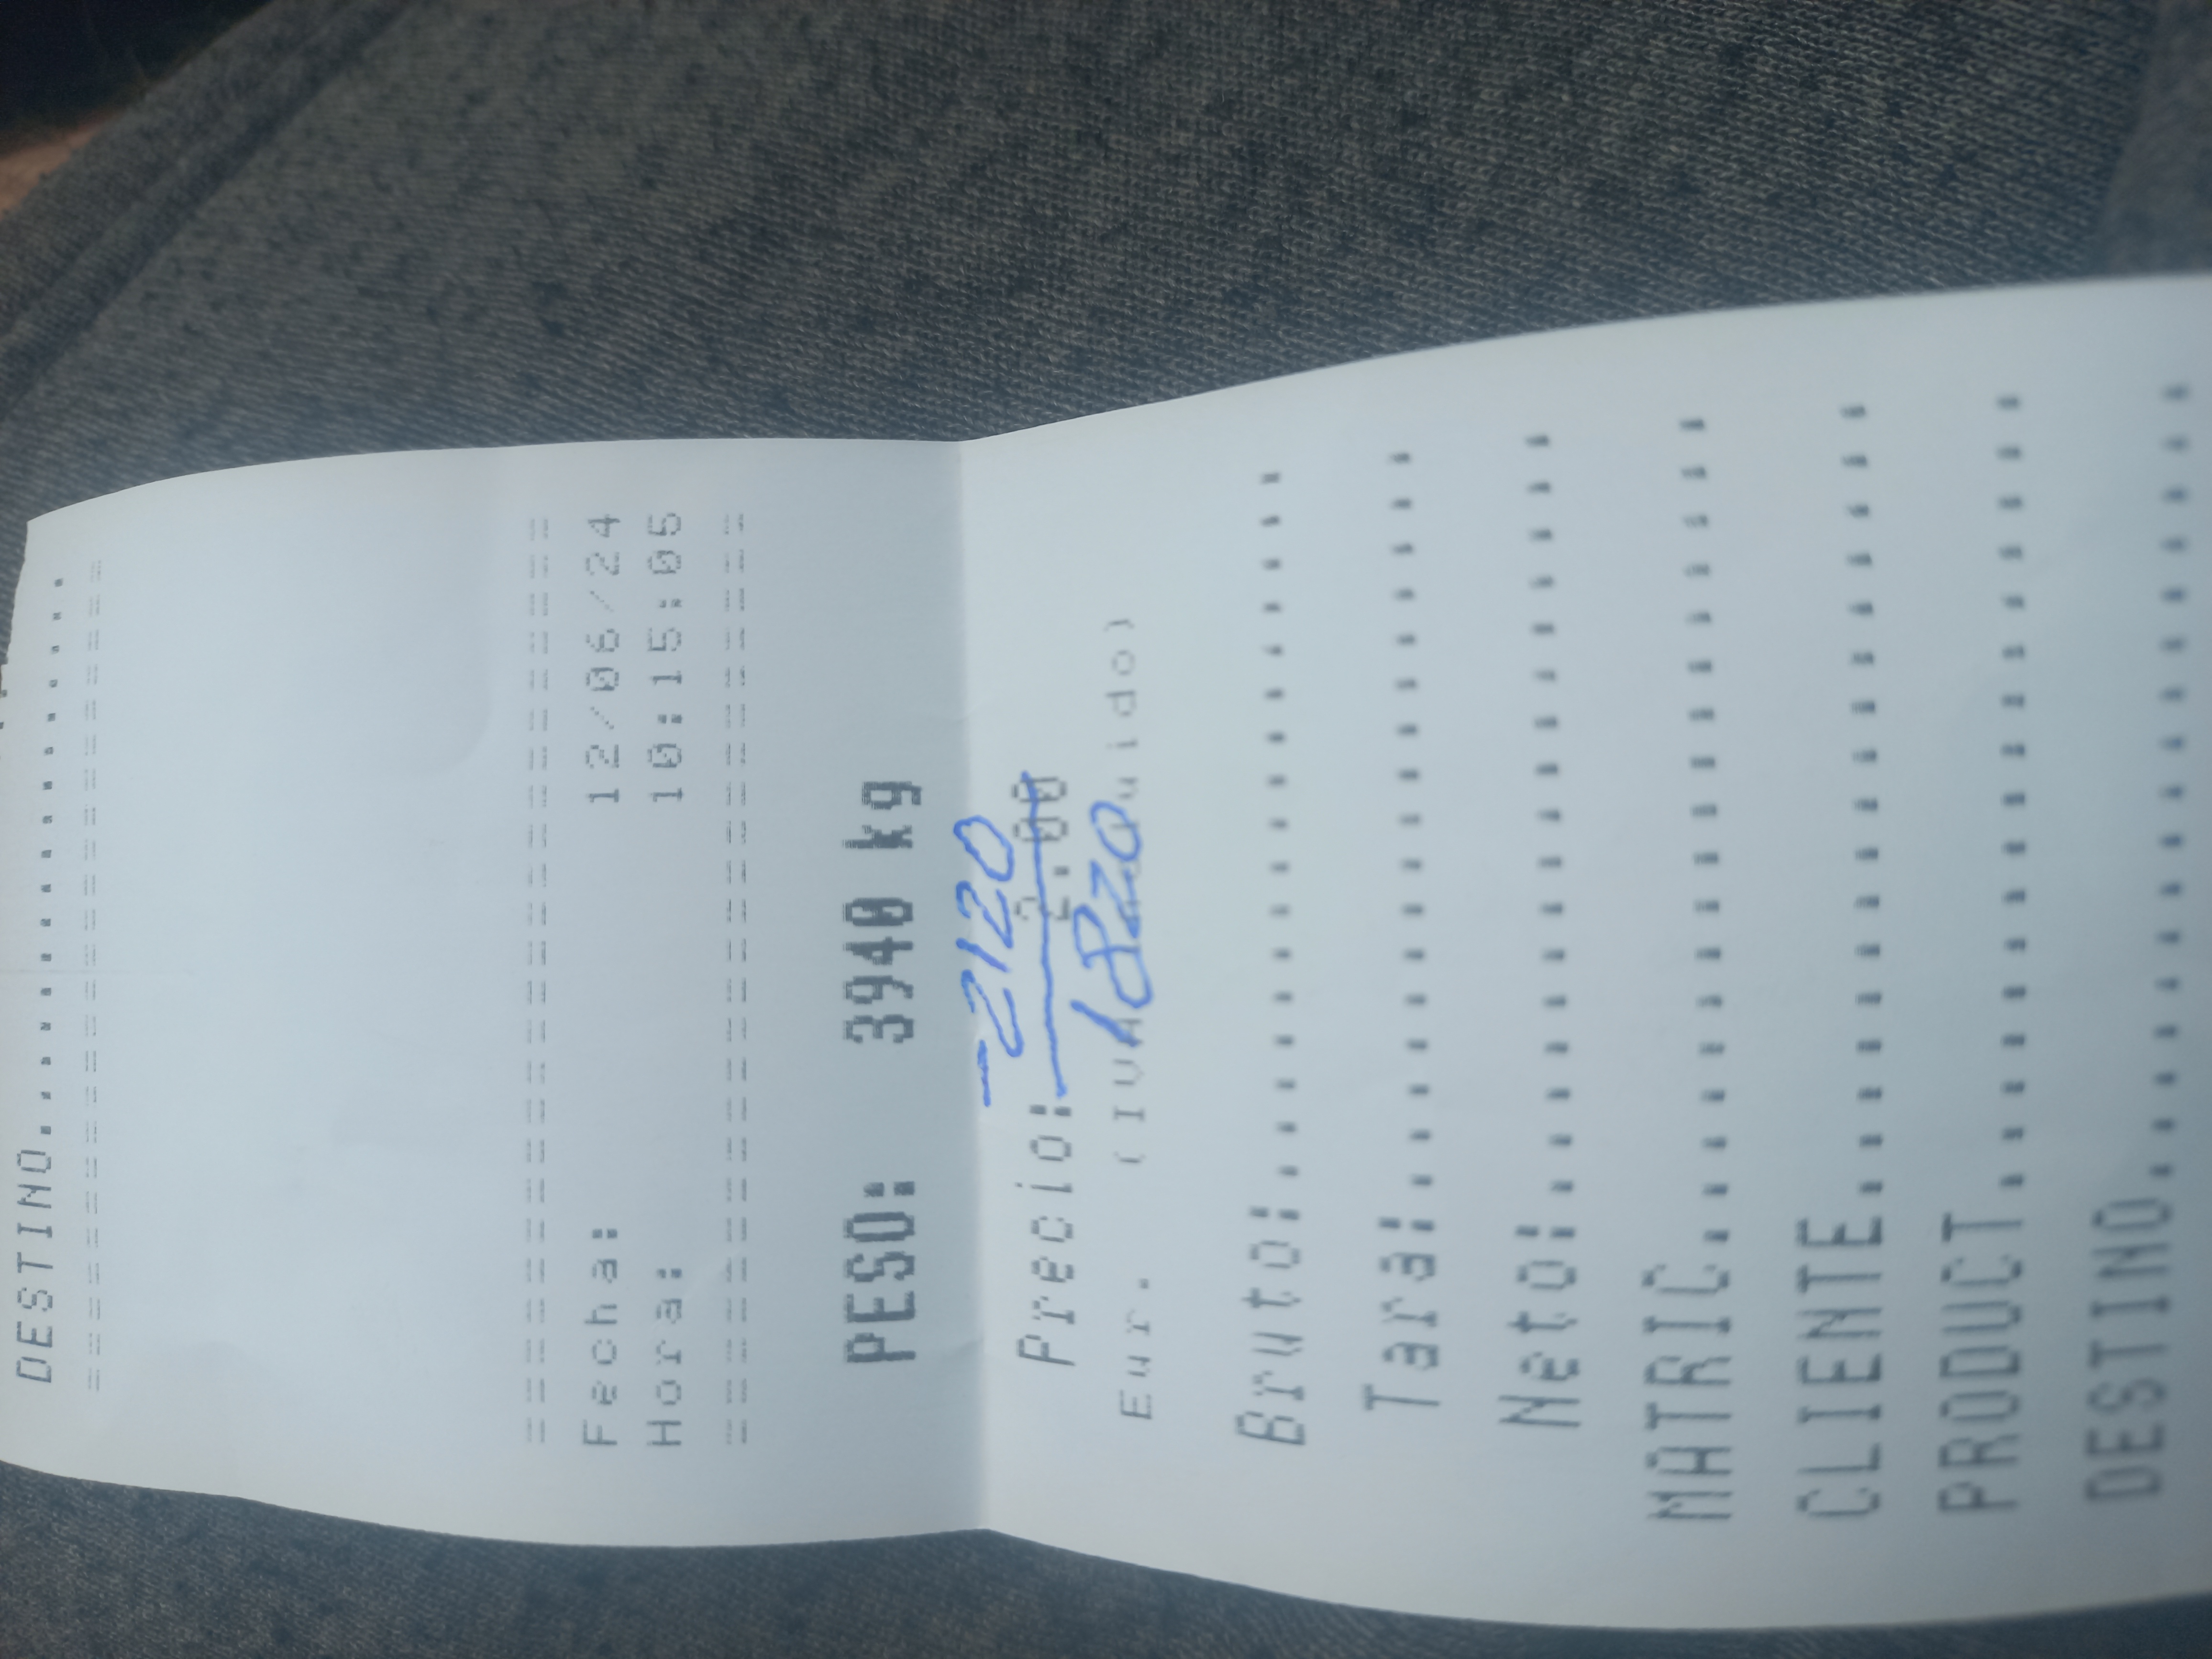 DESTINO......................
=============================
=============================
Fecha: 12/06/24
Hora: 10:15:05
=============================
PESO: 3940 kg
-2120
Precio: 2.00
1820
Eur. (IVA incluido)
Bruto:..................
Tara:..................
Neto:..................
MATRIC..................
CLIENTE.................
PRODUCT.................
DESTINO.................